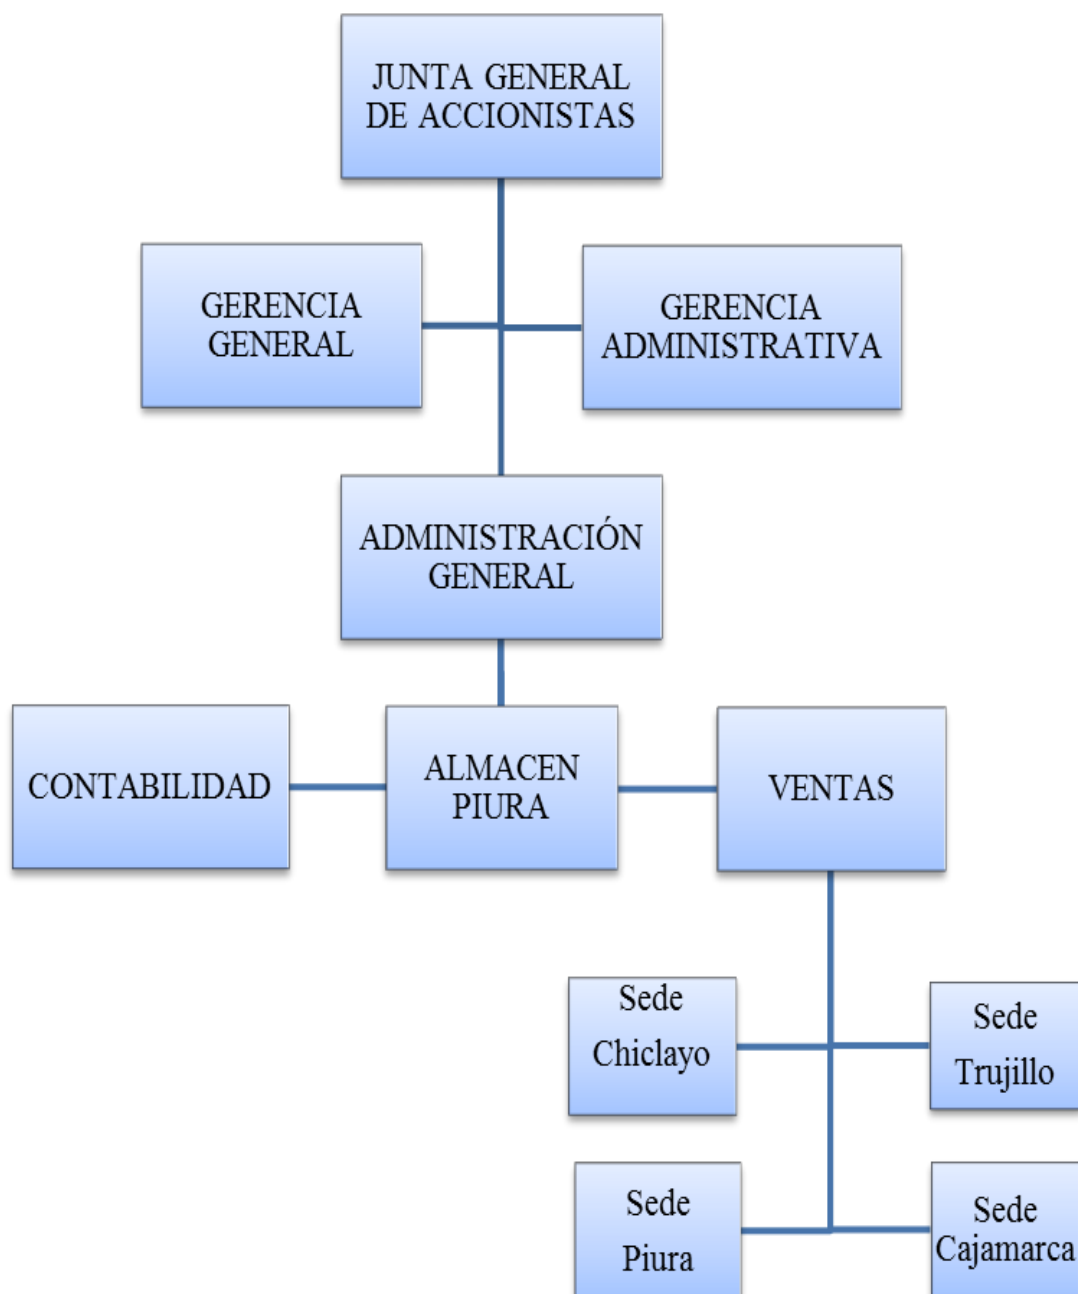 JUNTA GENERAL
DE ACCIONISTAS
GERENCIA
GENERAL
GERENCIA
ADMINISTRATIVA
ADMINISTRACIÓN
GENERAL
CONTABILIDAD
ALMACEN
PIURA
VENTAS
Sede
Chiclayo
Sede
Trujillo
Sede
Piura
Sede
Cajamarca